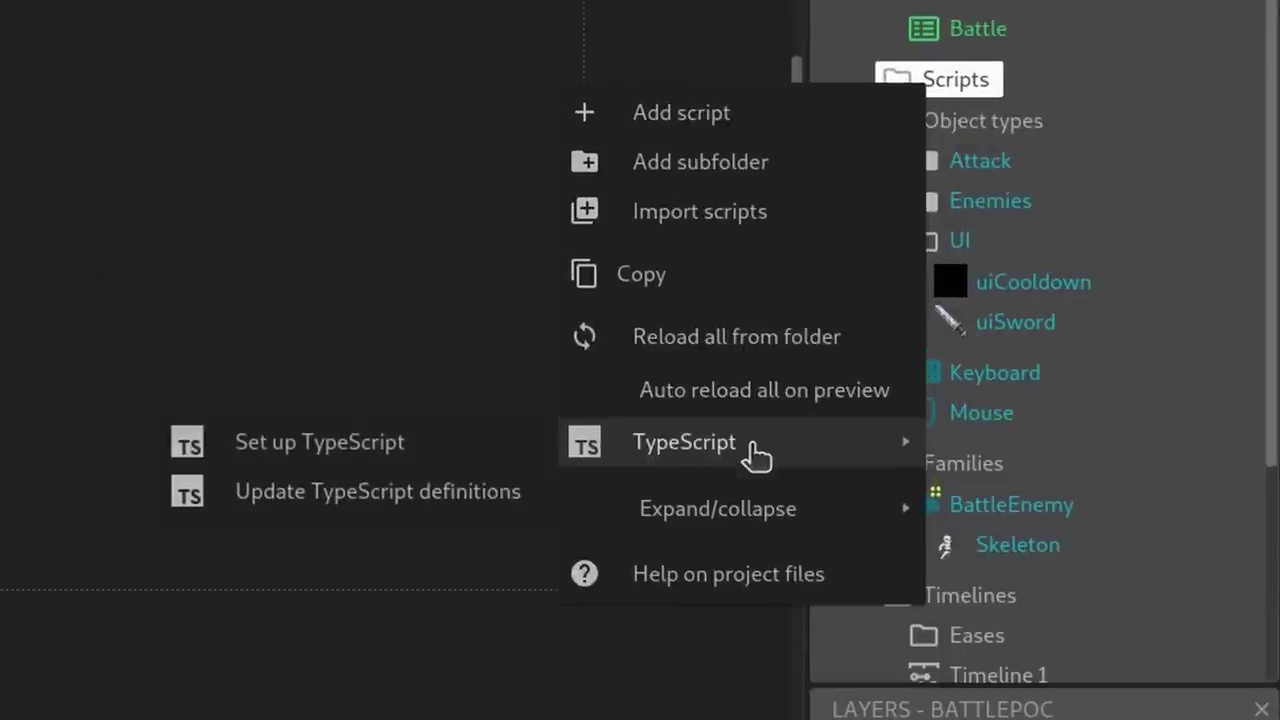 Battle
Scripts
Add script
Add subfolder
Import scripts
Copy
Reload all from folder
Auto reload all on preview
TS TypeScript
Expand/collapse
? Help on project files
TS Set up TypeScript
TS Update TypeScript definitions
Object types
Attack
Enemies
UI
uiCooldown
uiSword
Keyboard
Mouse
Families
BattleEnemy
Skeleton
Timelines
Eases
Timeline 1
LAYERS - BATTLEPOC